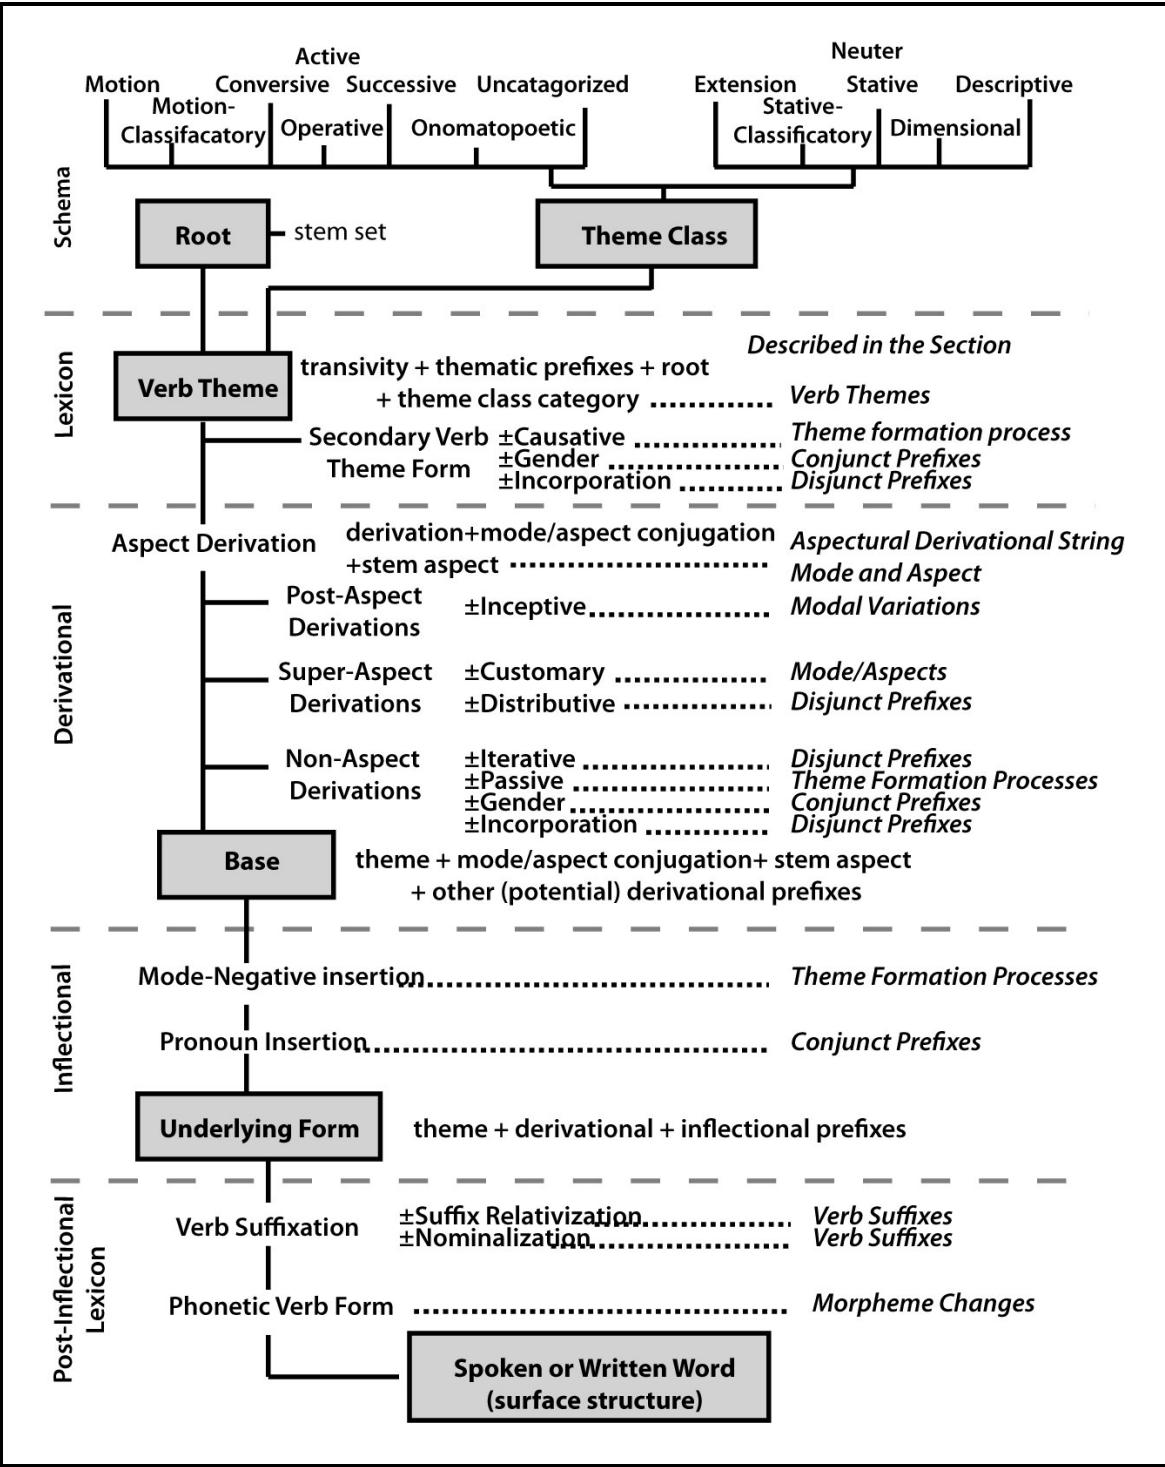 Active
Neuter
Motion Conversive Successive Uncatagorized Extension Stative Descriptive
Motion-
Classifacatory Operative Onomatopoetic
Stative-
Classificatory Dimensional
Schema
Root stem set Theme Class
Lexicon
Described in the Section
Verb Theme transivity + thematic prefixes + root
+ theme class category ............ Verb Themes
Secondary Verb
Theme Form
±Causative ............ Theme formation process
±Gender ............ Conjunct Prefixes
±Incorporation ............ Disjunct Prefixes
Derivational
Aspect Derivation derivation+mode/aspect conjugation
+stem aspect ............ Aspectural Derivational String
Mode and Aspect
Post-Aspect
Derivations
±Inceptive............ Modal Variations
Super-Aspect
Derivations
±Customary ............ Mode/Aspects
±Distributive ............ Disjunct Prefixes
Non-Aspect
Derivations
±Iterative ............ Disjunct Prefixes
±Passive ............ Theme Formation Processes
±Gender ............ Conjunct Prefixes
±Incorporation ............ Disjunct Prefixes
Base theme + mode/aspect conjugation+ stem aspect
+ other (potential) derivational prefixes
Inflectional
Mode-Negative insertion............ Theme Formation Processes
Pronoun Insertion............ Conjunct Prefixes
Underlying Form theme + derivational + inflectional prefixes
Post-Inflectional
Lexicon
Verb Suffixation
±Suffix Relativization............ Verb Suffixes
±Nominalization............ Verb Suffixes
Phonetic Verb Form ............ Morpheme Changes
Spoken or Written Word
(surface structure)